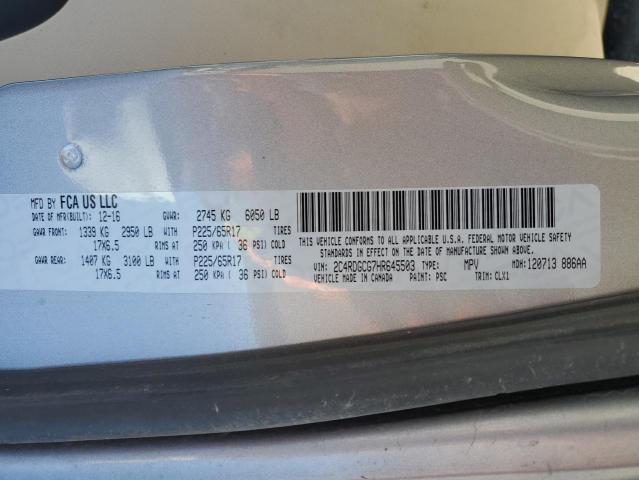 MFD BY FCA US LLC
DATE OF MFR(BUILT): 12-16 GVWR: 2745 KG 6050 LB
GAWR FRONT: 1339 KG 2950 LB WITH P225/65R17 TIRES
17X6.5 RIMS AT 250 KPA ( 36 PSI) COLD
GAWR REAR: 1407 KG 3100 LB WITH P225/65R17 TIRES
17X6.5 RIMS AT 250 KPA ( 36 PSI) COLD
THIS VEHICLE CONFORMS TO ALL APPLICABLE U.S.A. FEDERAL MOTOR VEHICLE SAFETY
STANDARDS IN EFFECT ON THE DATE OF MANUFACTURE SHOWN ABOVE.
VIN: 2C4RDGCG7HR645503 TYPE: MPV MDH: 120713 886AA
VEHICLE MADE IN CANADA PAINT: PSC TRIM: CLX1